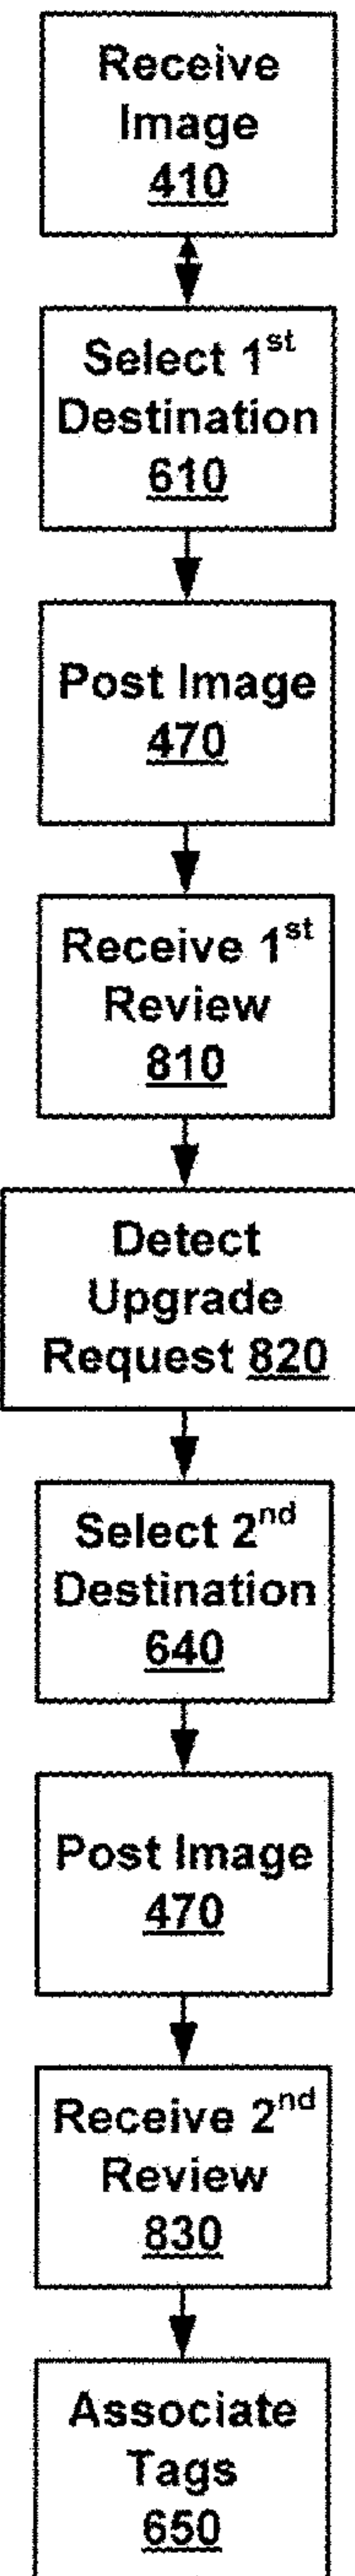 Receive
Image
410
Select 1st
Destination
610
Post Image
470
Receive 1st
Review
810
Detect
Upgrade
Request 820
Select 2nd
Destination
640
Post Image
470
Receive 2nd
Review
830
Associate
Tags
650